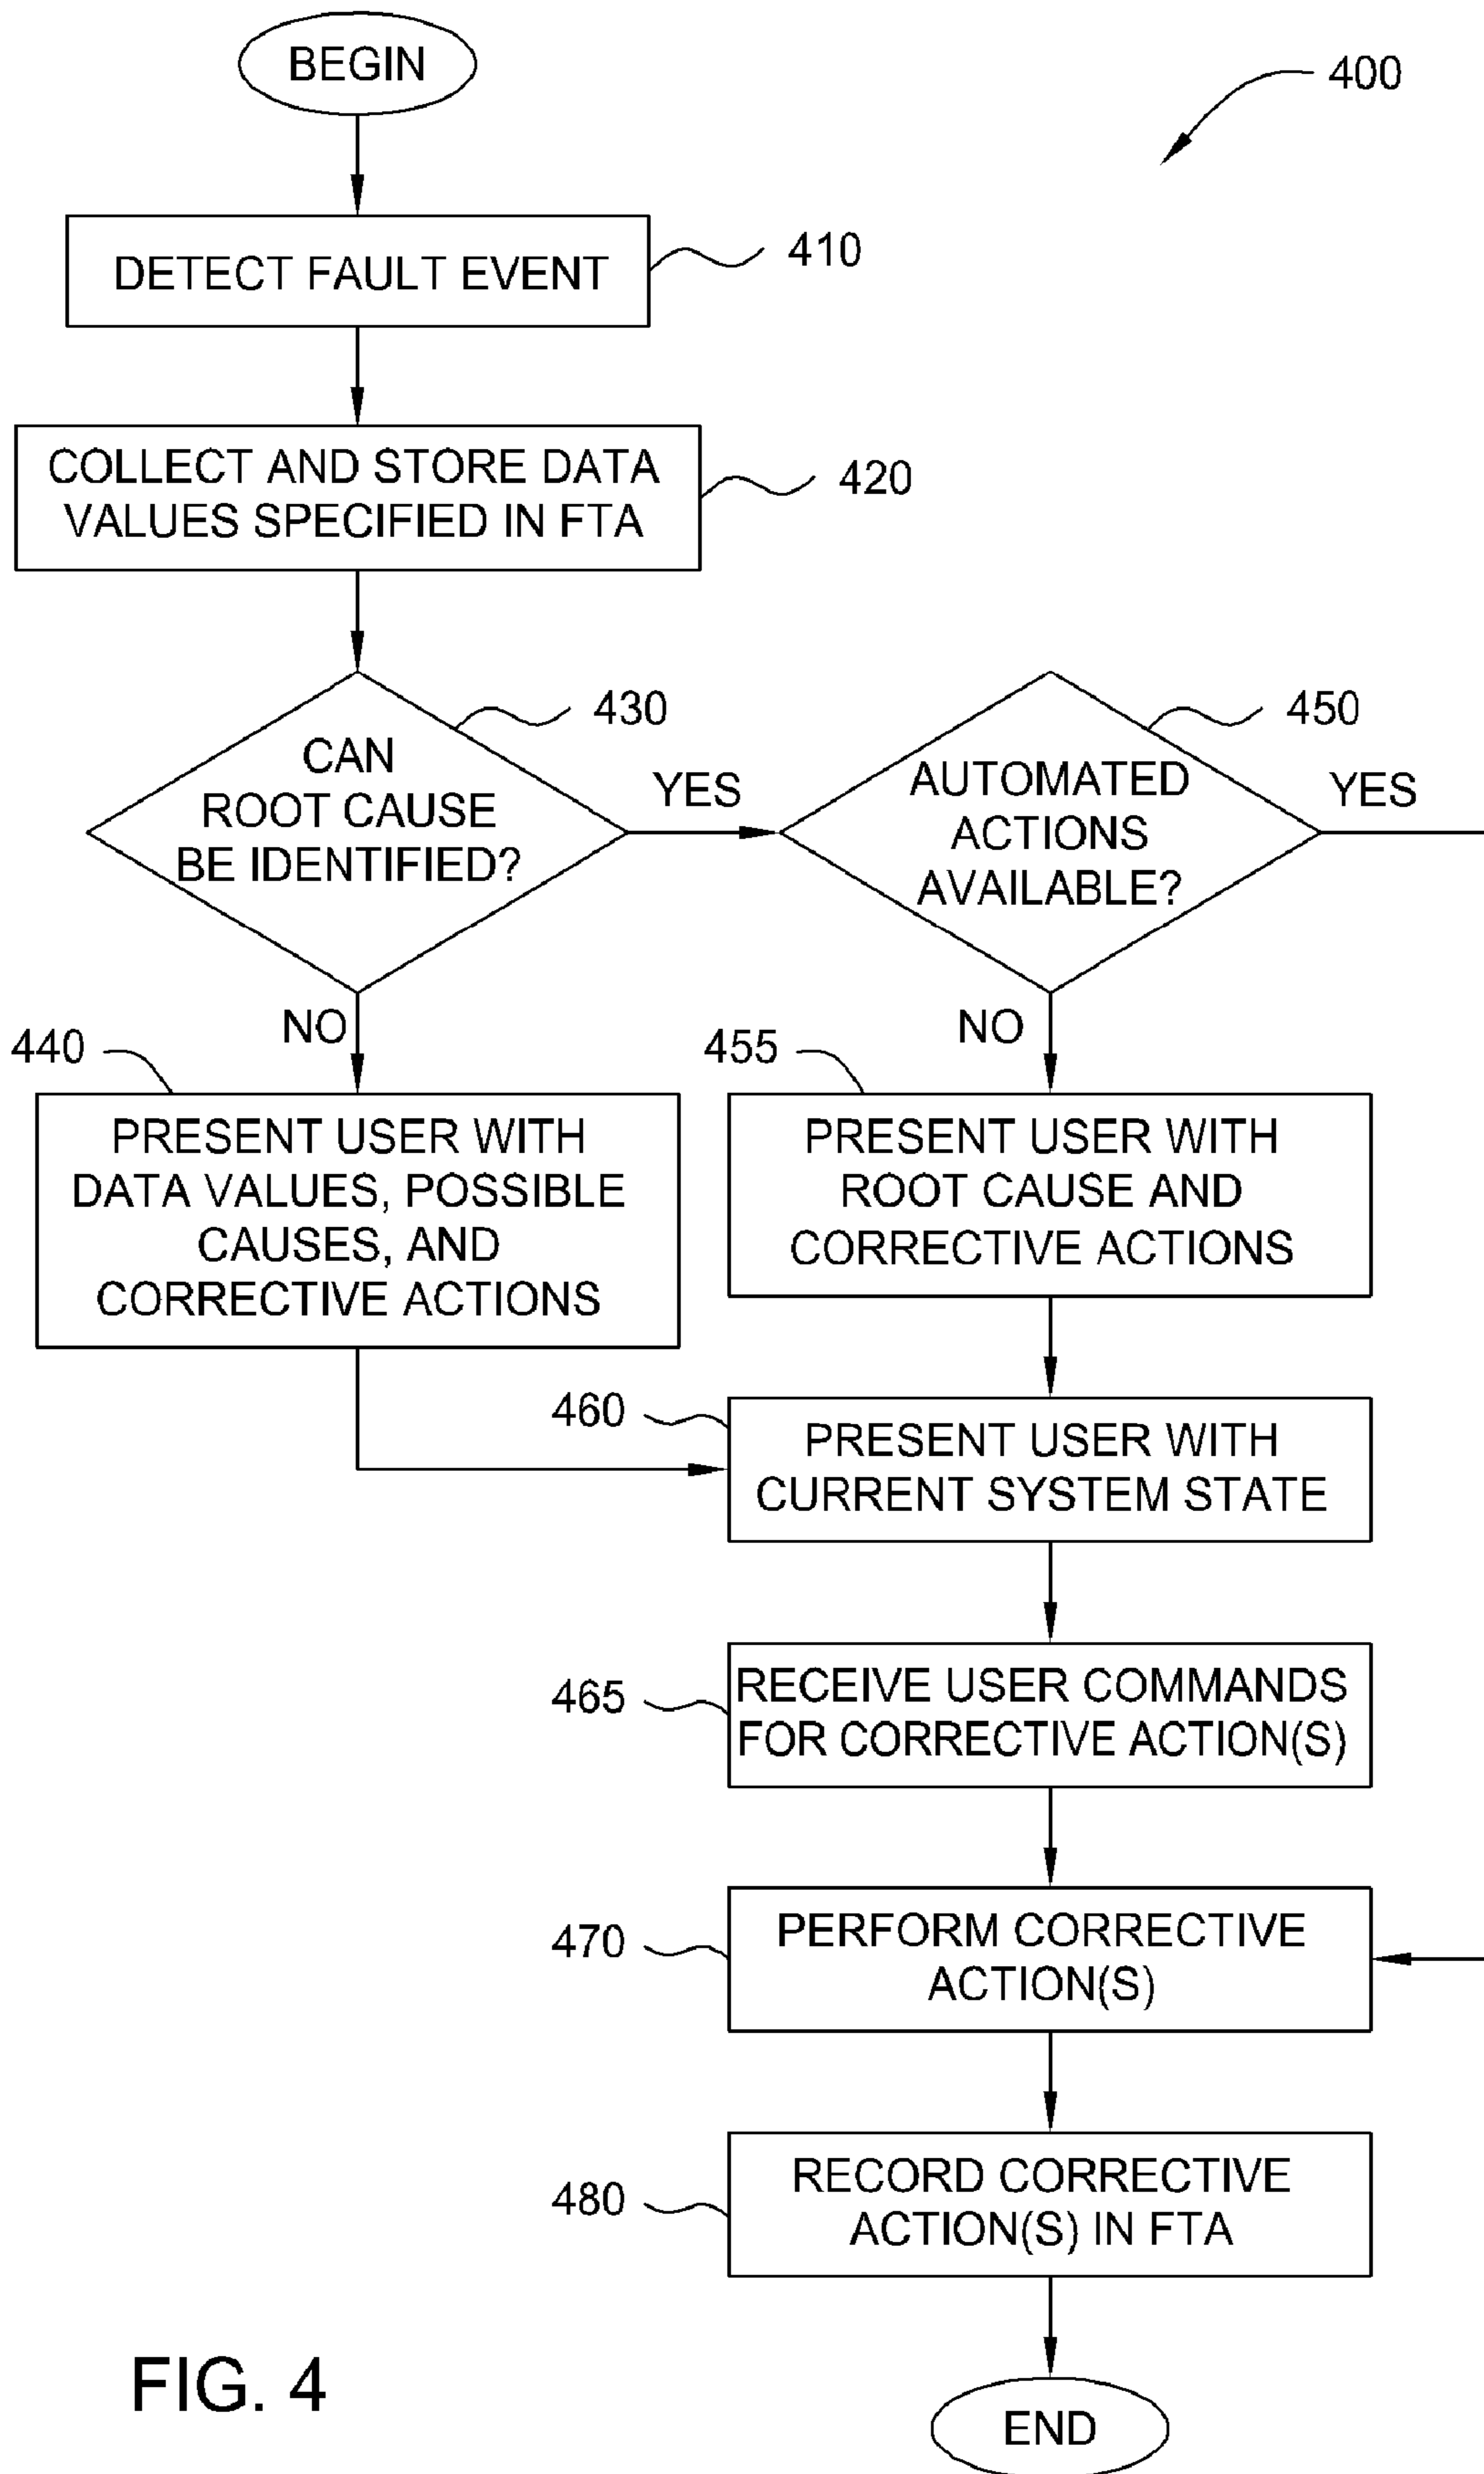 BEGIN
400
DETECT FAULT EVENT
410
COLLECT AND STORE DATA
VALUES SPECIFIED IN FTA
420
430
CAN
ROOT CAUSE
BE IDENTIFIED?
YES
450
AUTOMATED
ACTIONS
AVAILABLE?
YES
NO
NO
440
PRESENT USER WITH
DATA VALUES, POSSIBLE
CAUSES, AND
CORRECTIVE ACTIONS
455
PRESENT USER WITH
ROOT CAUSE AND
CORRECTIVE ACTIONS
460
PRESENT USER WITH
CURRENT SYSTEM STATE
465
RECEIVE USER COMMANDS
FOR CORRECTIVE ACTION(S)
470
PERFORM CORRECTIVE
ACTION(S)
480
RECORD CORRECTIVE
ACTION(S) IN FTA
END
FIG. 4